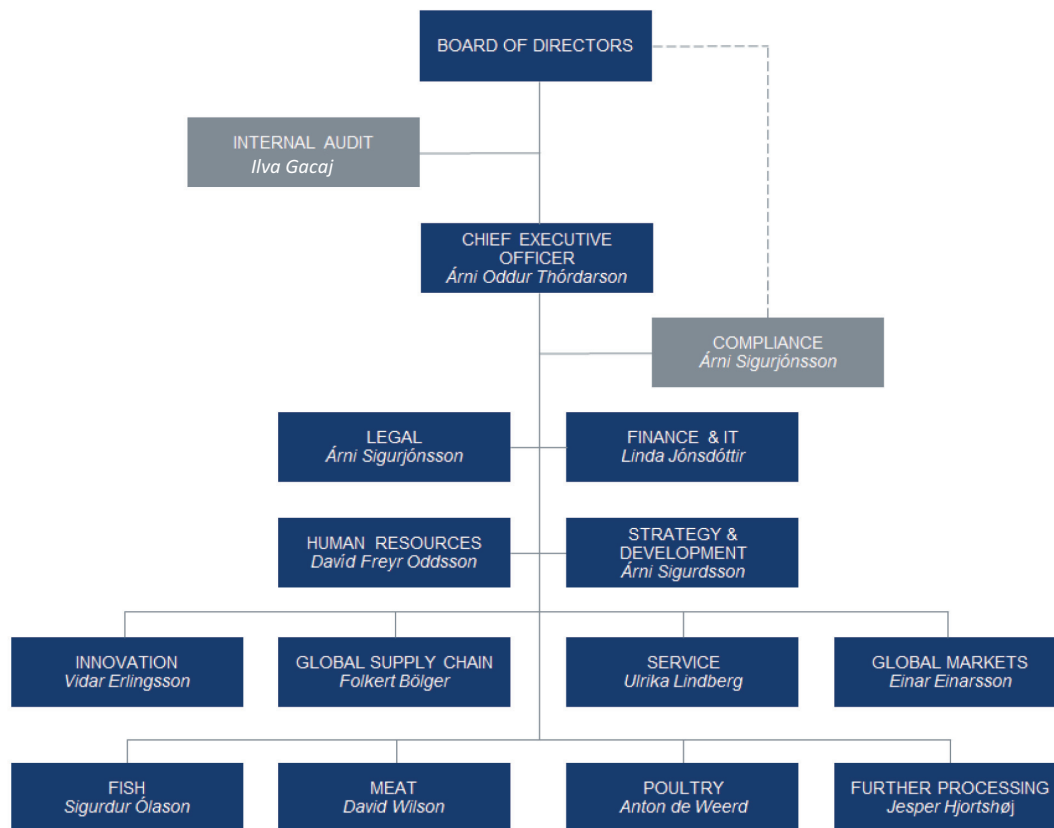 BOARD OF DIRECTORS
INTERNAL AUDIT
Ilva Gacaj
CHIEF EXECUTIVE
OFFICER
Árni Oddur Thórdarson
COMPLIANCE
Árni Sigurjónsson
LEGAL
Árni Sigurjónsson
FINANCE & IT
Linda Jónsdóttir
HUMAN RESOURCES
Davíd Freyr Oddsson
STRATEGY &
DEVELOPMENT
Árni Sigurdsson
INNOVATION
Vidar Erlingsson
GLOBAL SUPPLY CHAIN
Folkert Bölger
SERVICE
Ulrika Lindberg
GLOBAL MARKETS
Einar Einarsson
FISH
Sigurdur Ólason
MEAT
David Wilson
POULTRY
Anton de Weerd
FURTHER PROCESSING
Jesper Hjortshøj